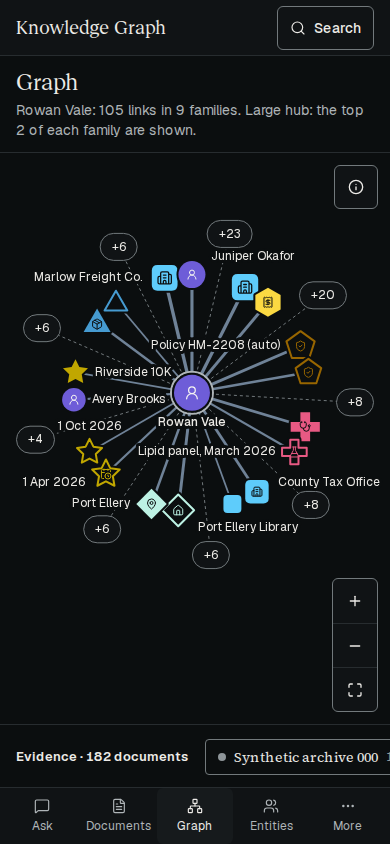 Knowledge Graph
Search
Graph
Rowan Vale: 105 links in 9 families. Large hub: the top
2 of each family are shown.
+23
+6
Juniper Okafor
Marlow Freight Co.
+20
+6
Policy HM-2208 (auto)
Riverside 10K
Avery Brooks
+8
Rowan Vale
1 Oct 2026
+4
Lipid panel, March 2026
1 Apr 2026
County Tax Office
Port Ellery
+8
+6
Port Ellery Library
+6
Evidence · 182 documents
Synthetic archive 000
Ask
Documents
Graph
Entities
More